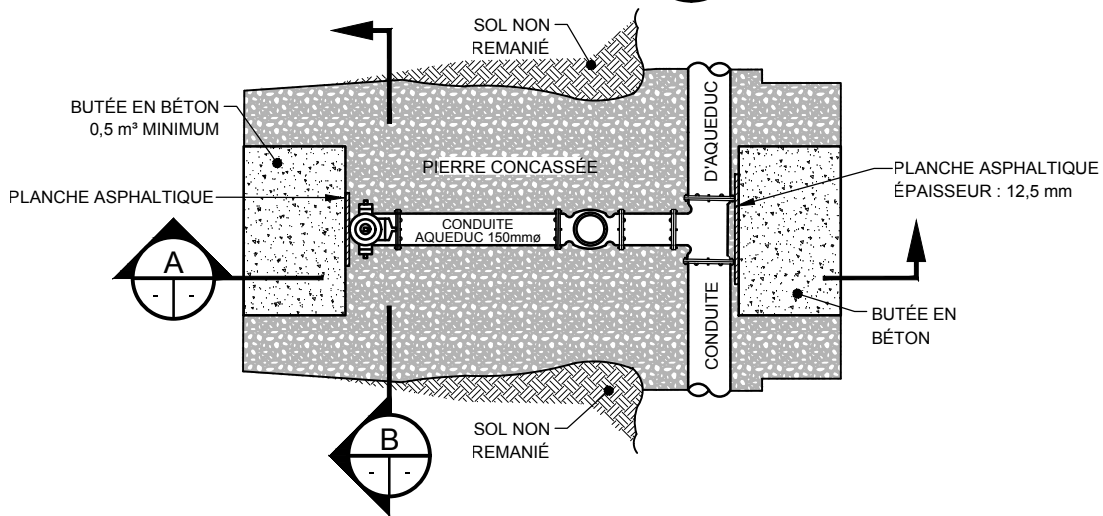 SOL NON
REMANIÉ
BUTÉE EN BÉTON
0,5 m³ MINIMUM
D'AQUEDUC
PIERRE CONCASSÉE
PLANCHE ASPHALTIQUE
ÉPAISSEUR : 12,5 mm
PLANCHE ASPHALTIQUE
CONDUITE
AQUEDUC 150mmø
A
- -
BUTÉE EN
BÉTON
CONDUITE
SOL NON
REMANIÉ
B
- -